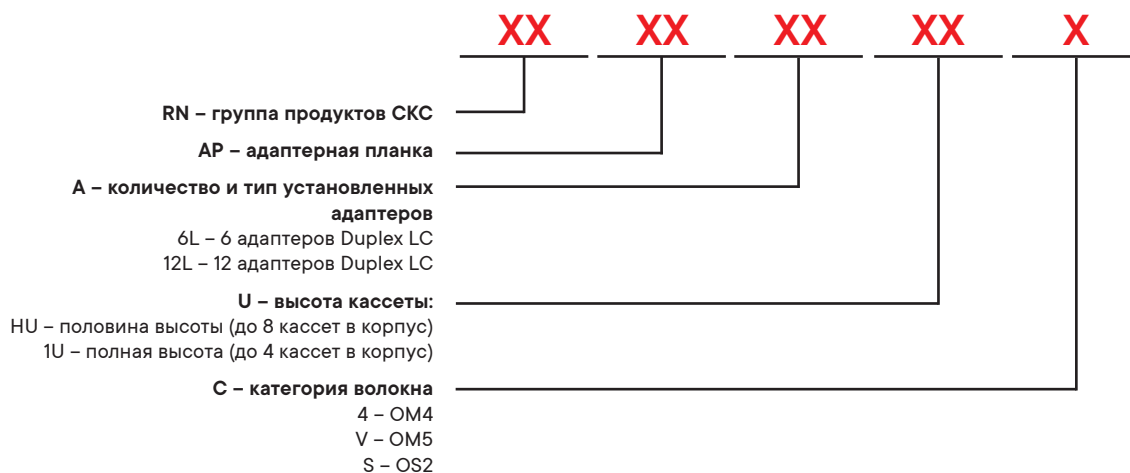 XX XX XX XX X
RN – группа продуктов СКС
AP – адаптерная планка
A – количество и тип установленных
адаптеров
6L – 6 адаптеров Duplex LC
12L – 12 адаптеров Duplex LC
U – высота кассеты:
HU – половина высоты (до 8 кассет в корпус)
1U – полная высота (до 4 кассет в корпус)
C – категория волокна
4 – OM4
V – OM5
S – OS2